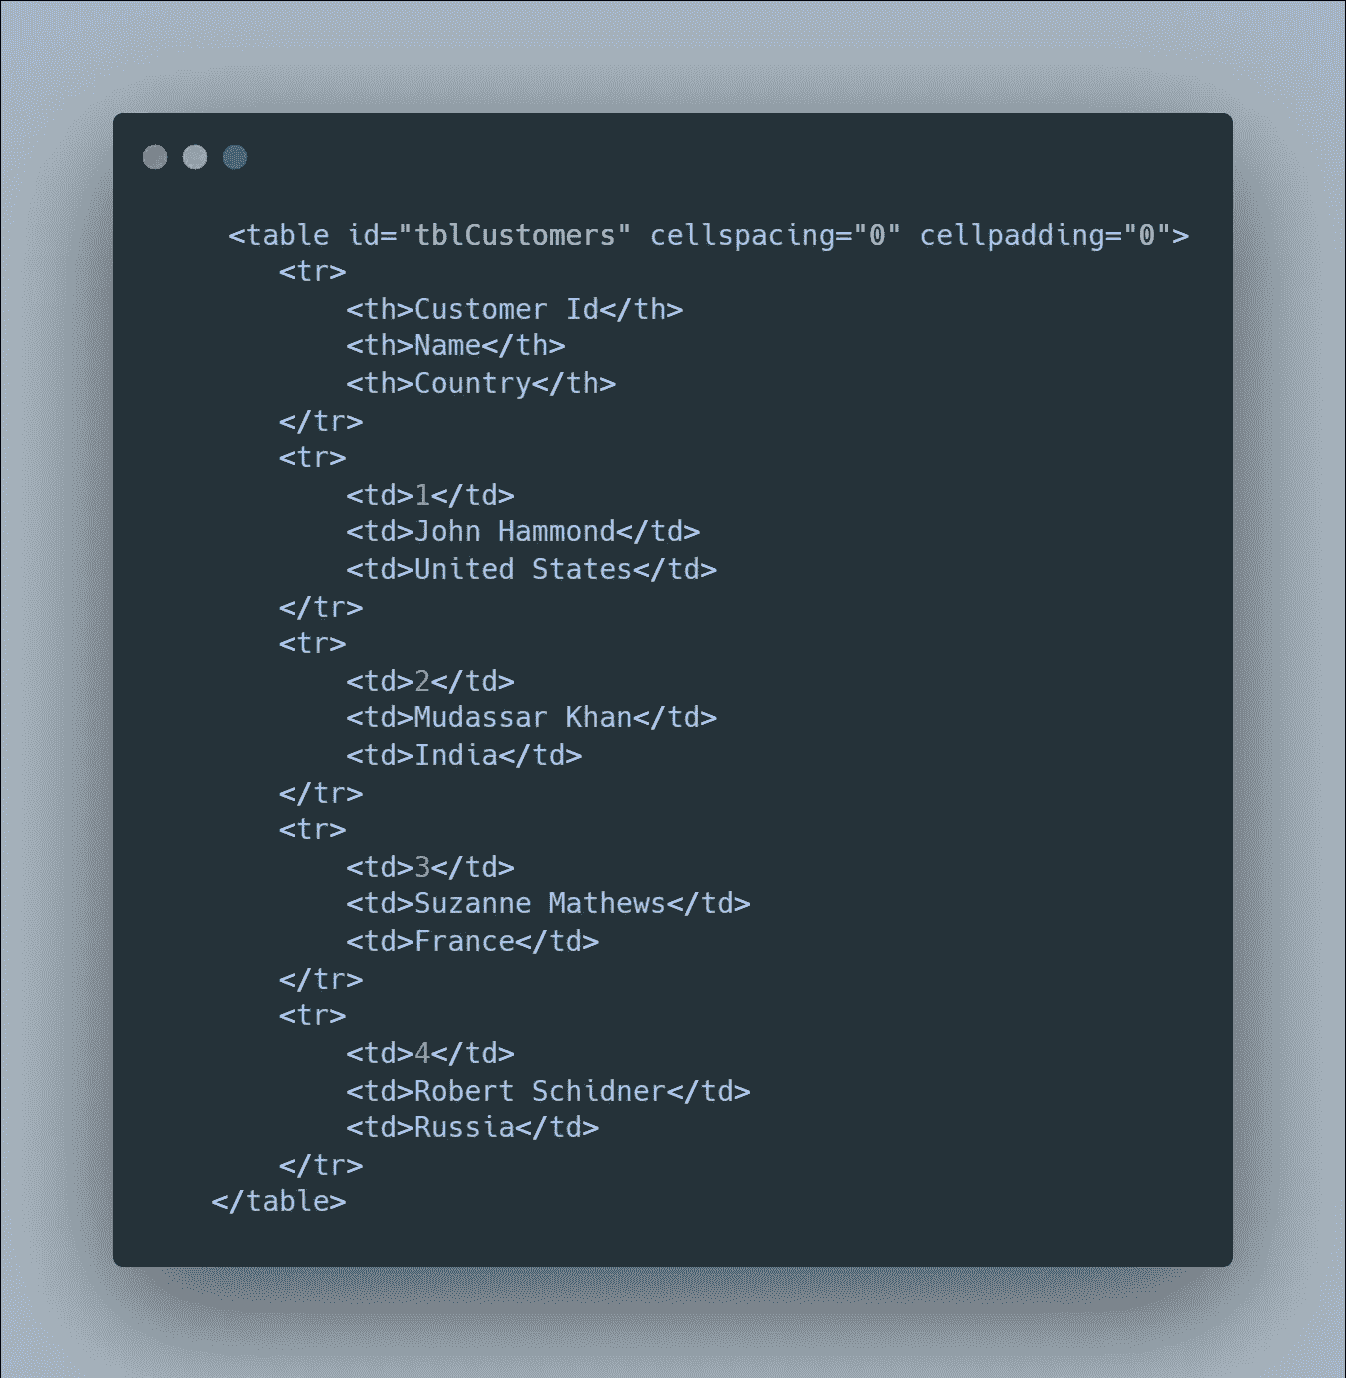 <table id="tblCustomers" cellspacing="0" cellpadding="0">
<tr>
<th>Customer Id</th>
<th>Name</th>
<th>Country</th>
</tr>
<tr>
<td>1</td>
<td>John Hammond</td>
<td>United States</td>
</tr>
<tr>
<td>2</td>
<td>Mudassar Khan</td>
<td>India</td>
</tr>
<tr>
<td>3</td>
<td>Suzanne Mathews</td>
<td>France</td>
</tr>
<tr>
<td>4</td>
<td>Robert Schidner</td>
<td>Russia</td>
</tr>
</table>